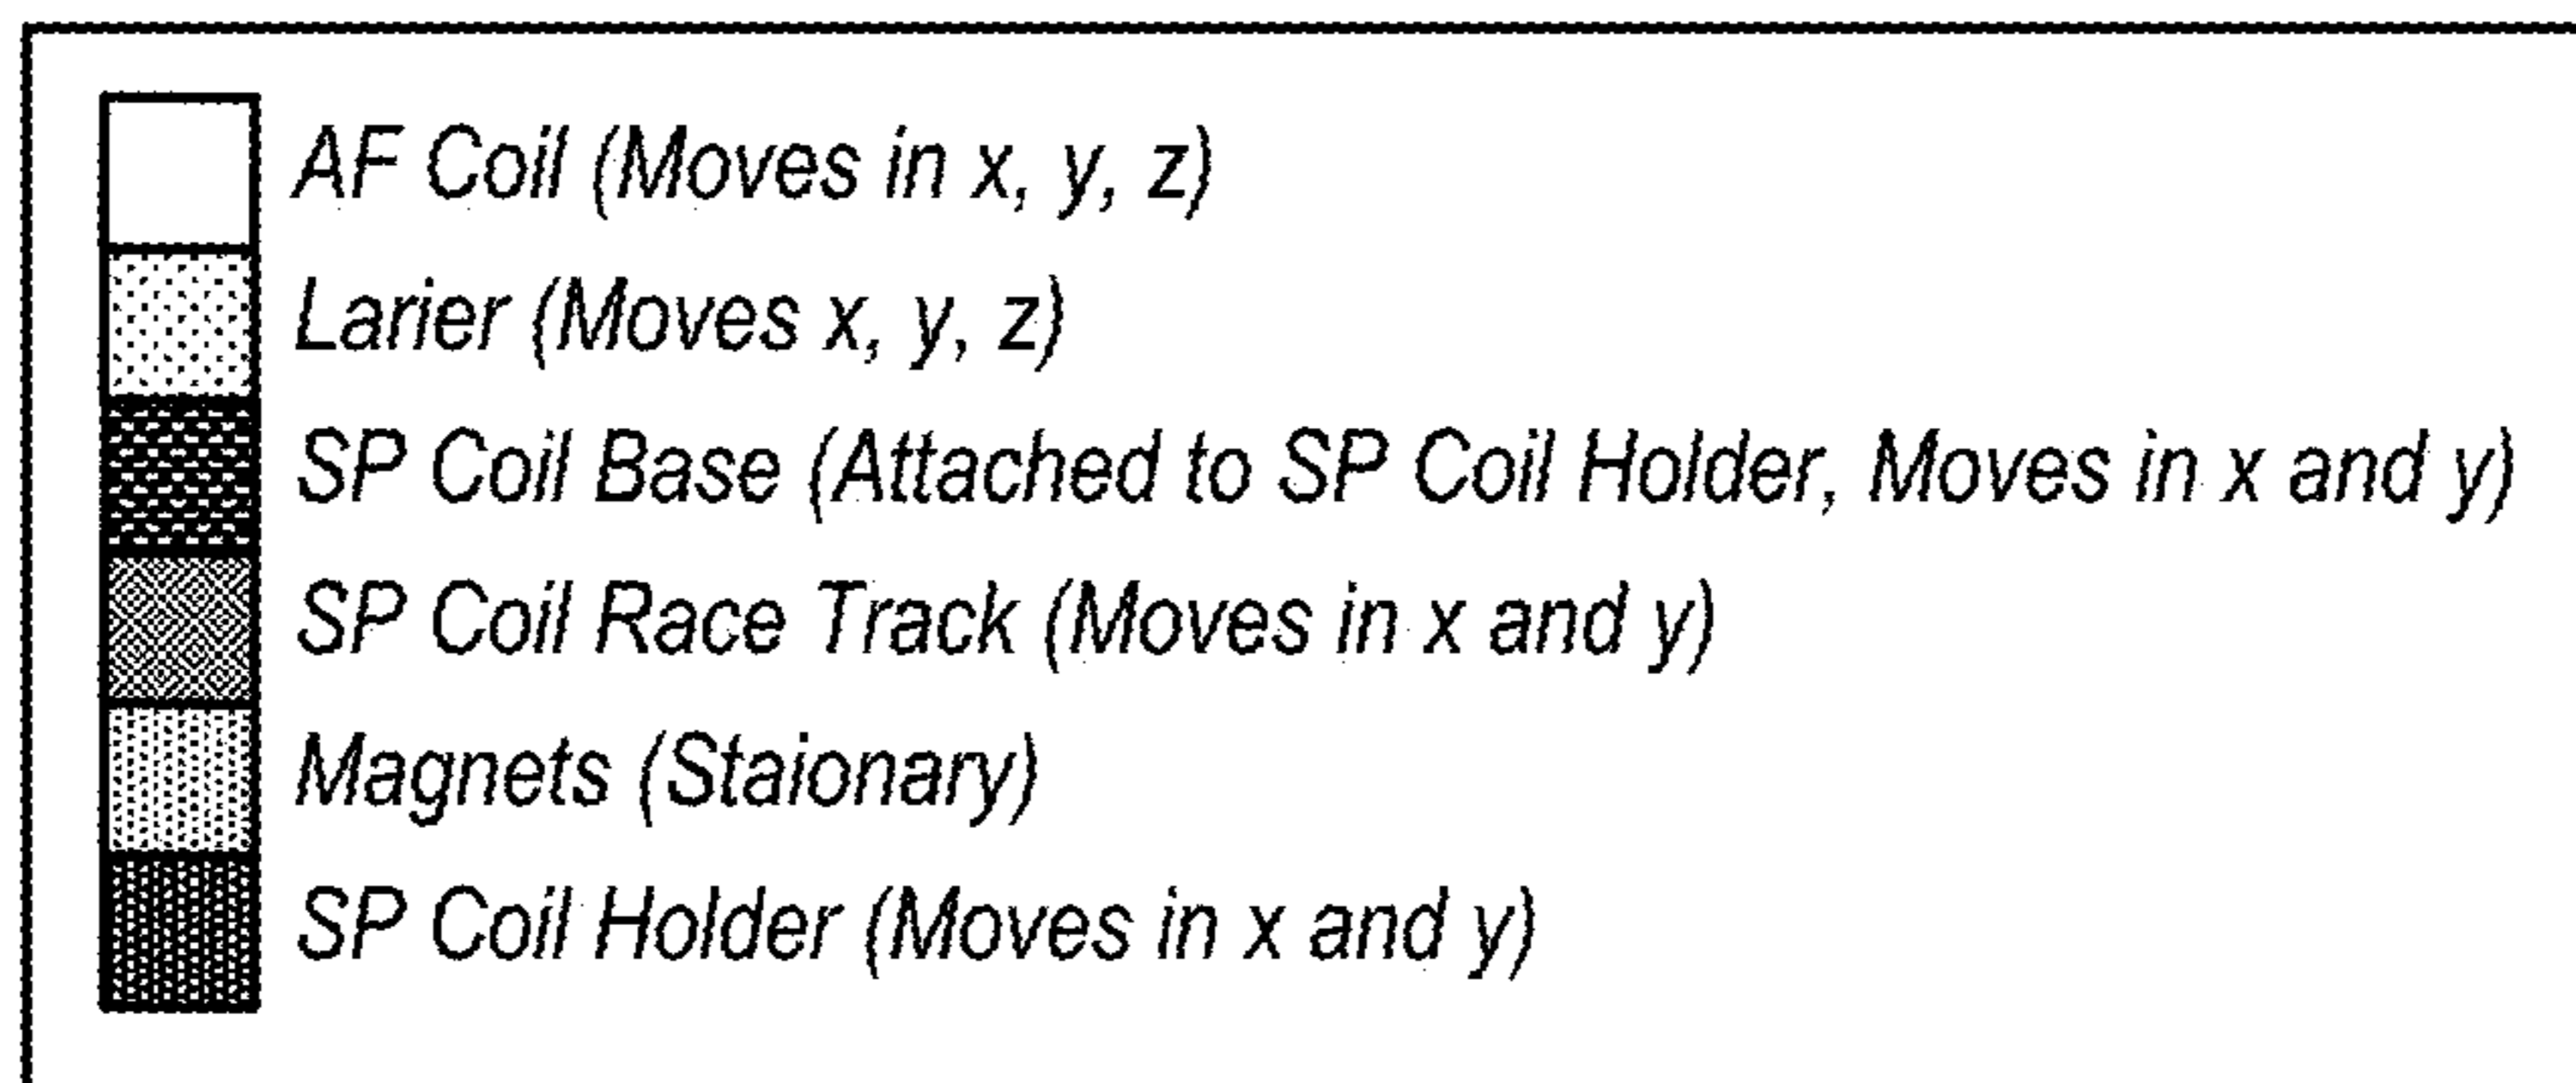 AF Coil (Moves in x, y, z)
Larier (Moves x, y, z)
SP Coil Base (Attached to SP Coil Holder, Moves in x and y)
SP Coil Race Track (Moves in x and y)
Magnets (Staionary)
SP Coil Holder (Moves in x and y)